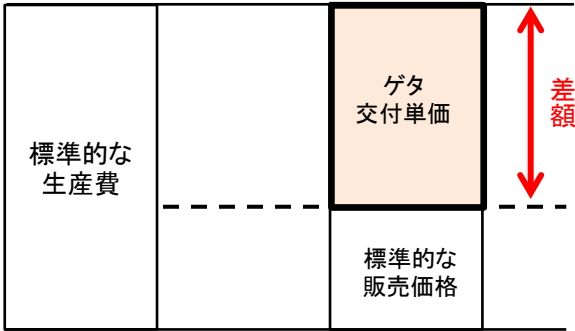 標準的な
生産費
ゲタ
交付単価
差額
標準的な
販売価格